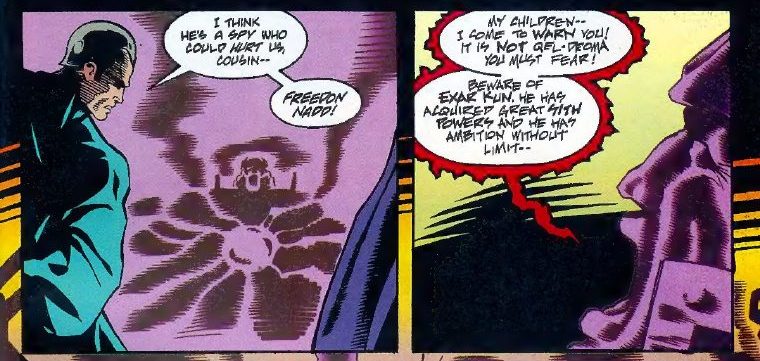 I THINK
HE'S A SPY WHO
COULD HURT US,
COUSIN--
FREEDON
NADD!
MY CHILDREN--
I COME TO WARN YOU!
IT IS NOT QEL-DROMA
YOU MUST FEAR!
BEWARE OF
EXAR KUN. HE HAS
ACQUIRED GREAT SITH
POWERS AND HE HAS
AMBITION WITHOUT
LIMIT--